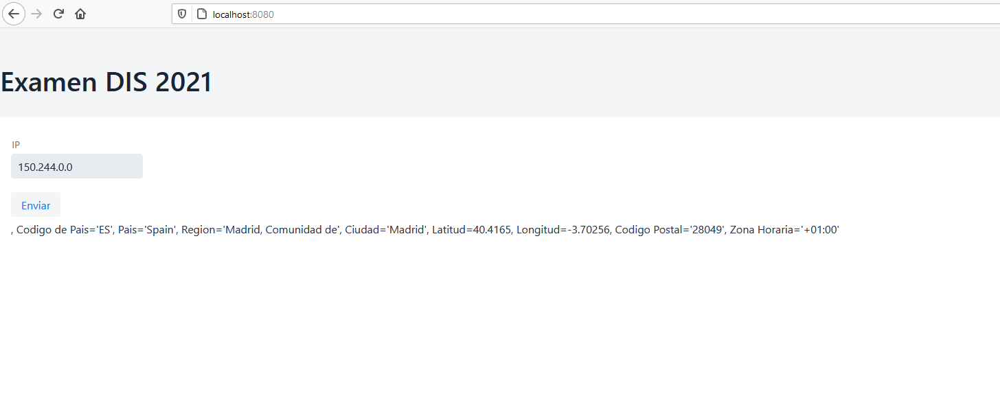 localhost:8080
Examen DIS 2021
IP
150.244.0.0
Enviar
, Codigo de Pais='ES', Pais='Spain', Region='Madrid, Comunidad de', Ciudad='Madrid', Latitud=40.4165, Longitud=-3.70256, Codigo Postal='28049', Zona Horaria='+01:00'